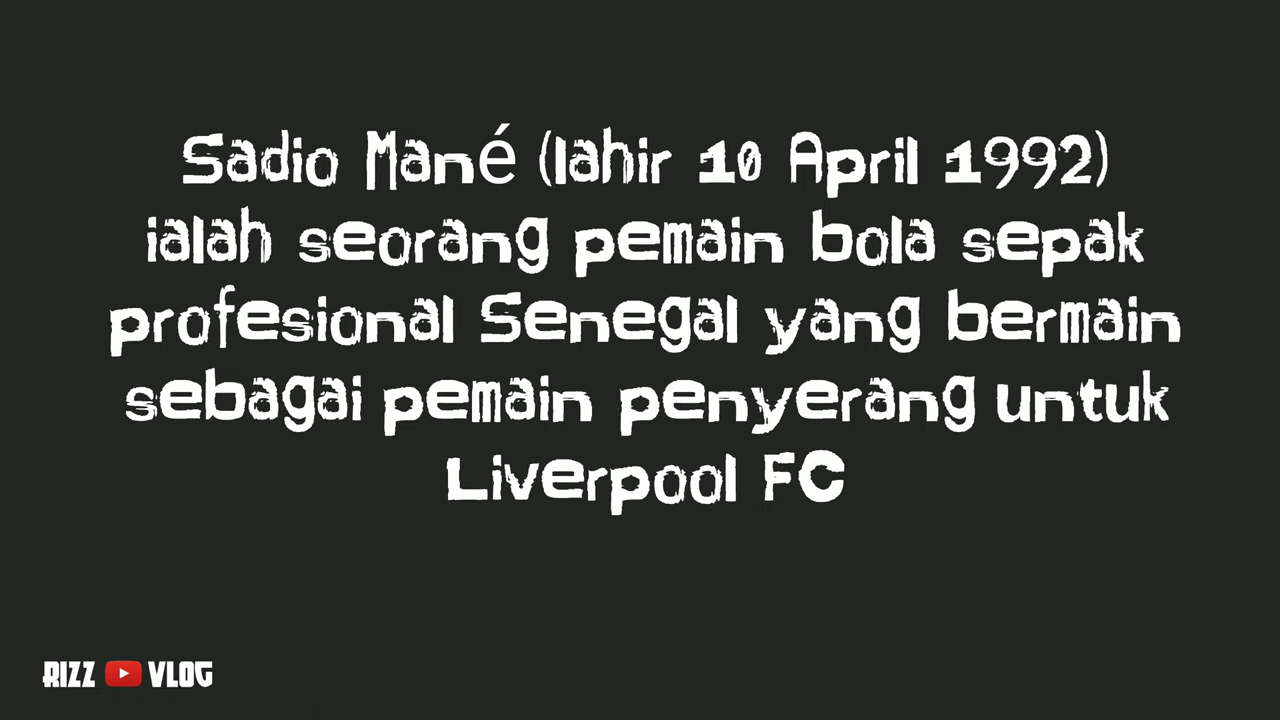 Sadio Mané (lahir 10 April 1992)
ialah seorang pemain bola sepak
profesional Senegal yang bermain
sebagai pemain penyerang untuk
Liverpool FC
RIZZ VLOG